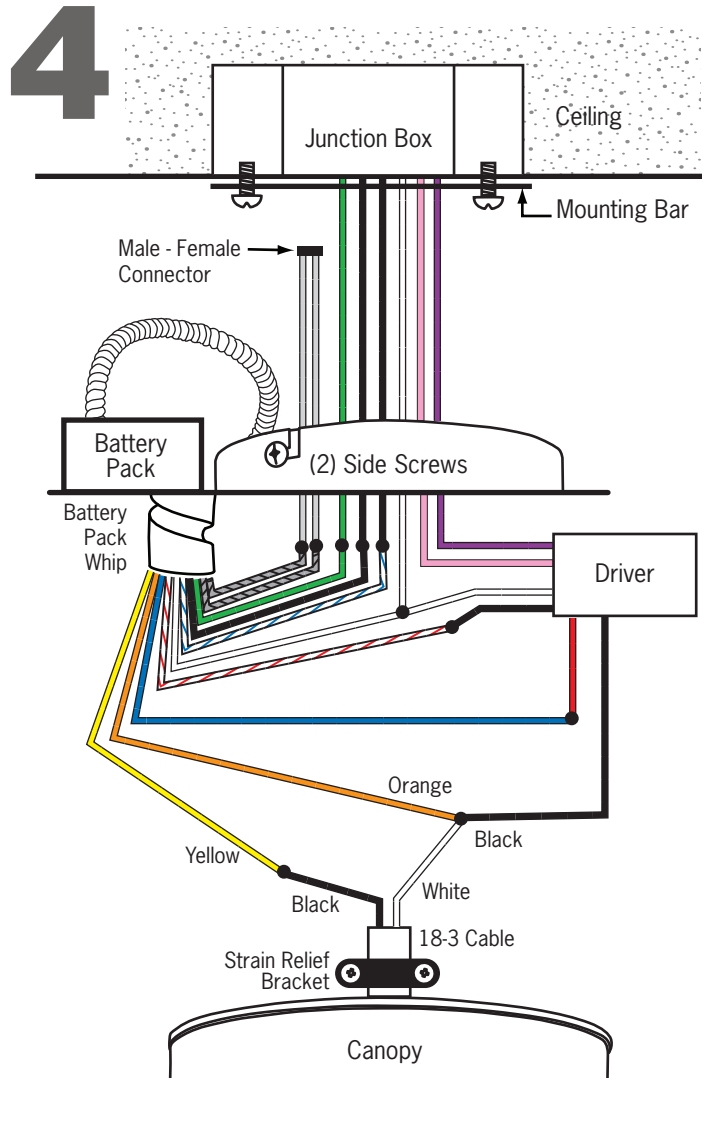 4
Junction Box
Ceiling
Mounting Bar
Male - Female
Connector
Battery
Pack
(2) Side Screws
Battery
Pack
Whip
Driver
Orange
Black
Yellow
Black
White
18-3 Cable
Strain Relief
Bracket
Canopy